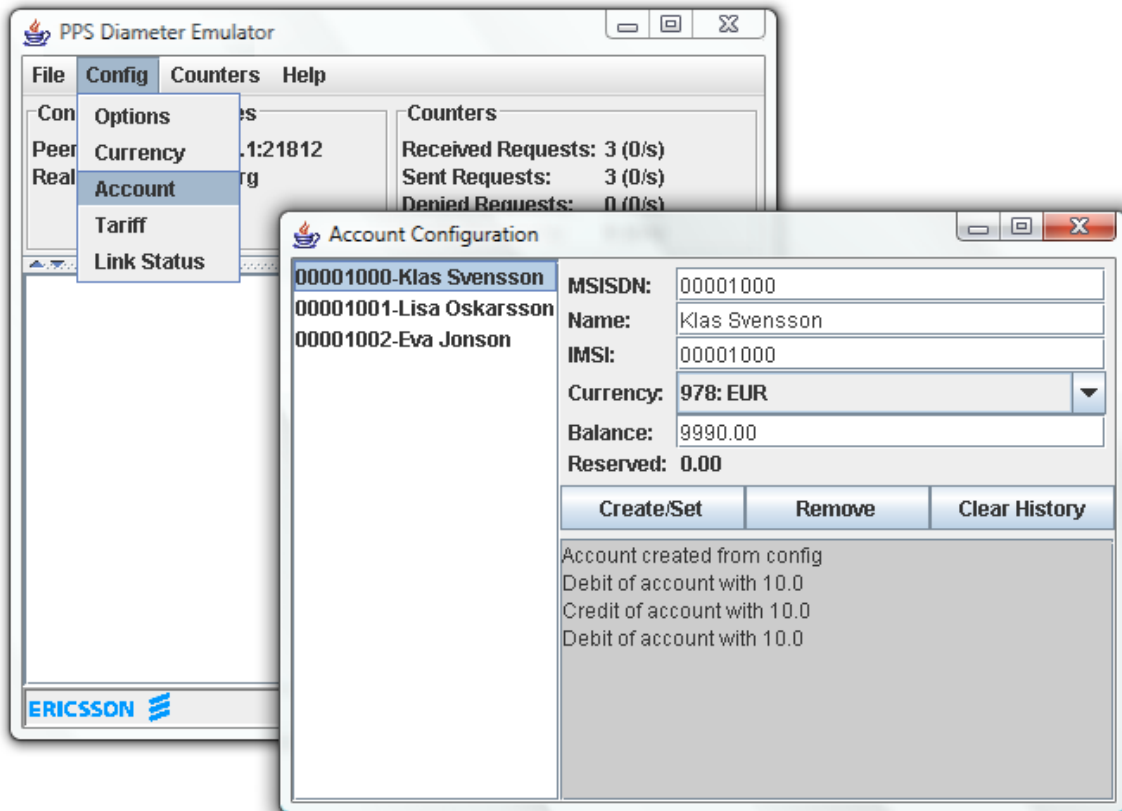 PPS Diameter Emulator
File Config Counters Help
Options
Currency
Account
Tariff
Link Status
.1:21812
Counters
Received Requests: 3 (0/s)
Sent Requests: 3 (0/s)
Denied Requests: 0 (0/s)
ERICSSON
Account Configuration
00001000-Klas Svensson
00001001-Lisa Oskarsson
00001002-Eva Jonson
MSISDN: 00001000
Name: Klas Svensson
IMSI: 00001000
Currency: 978: EUR
Balance: 9990.00
Reserved: 0.00
Create/Set Remove Clear History
Account created from config
Debit of account with 10.0
Credit of account with 10.0
Debit of account with 10.0